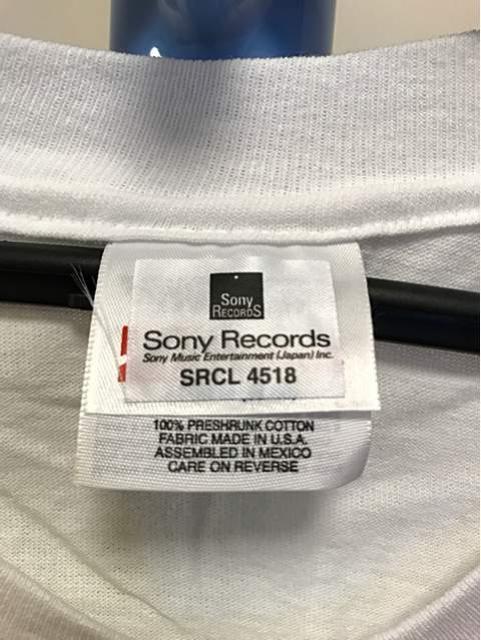 Sony
RECORDS
Sony Records
Sony Music Entertainment (Japan) Inc.
SRCL 4518
100% PRESHRUNK COTTON
FABRIC MADE IN U.S.A.
ASSEMBLED IN MEXICO
CARE ON REVERSE